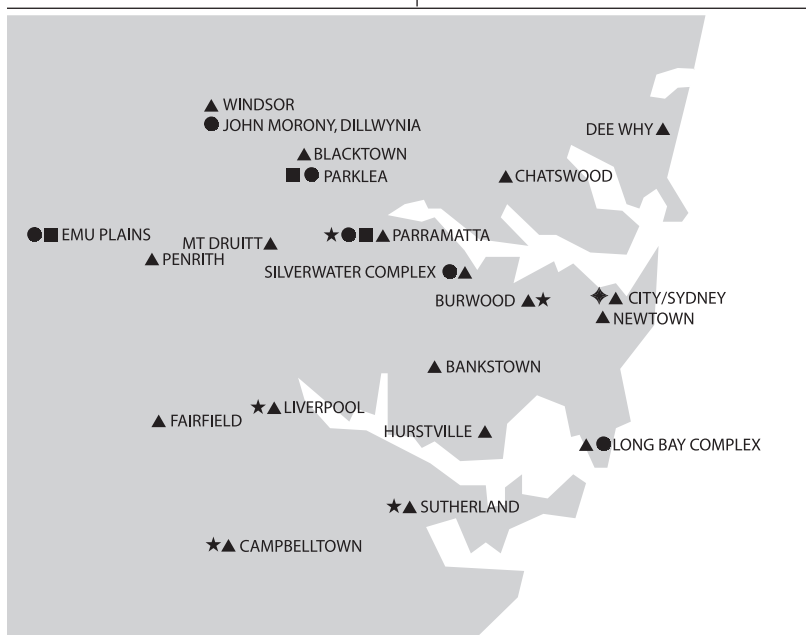 WINDSOR
JOHN MORONY, DILLWYNIA
DEE WHY
BLACKTOWN
PARKLEA
CHATSWOOD
EMU PLAINS
MT DRUITT
PARRAMATTA
PENRITH
SILVERWATER COMPLEX
BURWOOD
CITY/SYDNEY
NEWTOWN
BANKSTOWN
LIVERPOOL
FAIRFIELD
HURSTVILLE
LONG BAY COMPLEX
SUTHERLAND
CAMPBELLTOWN